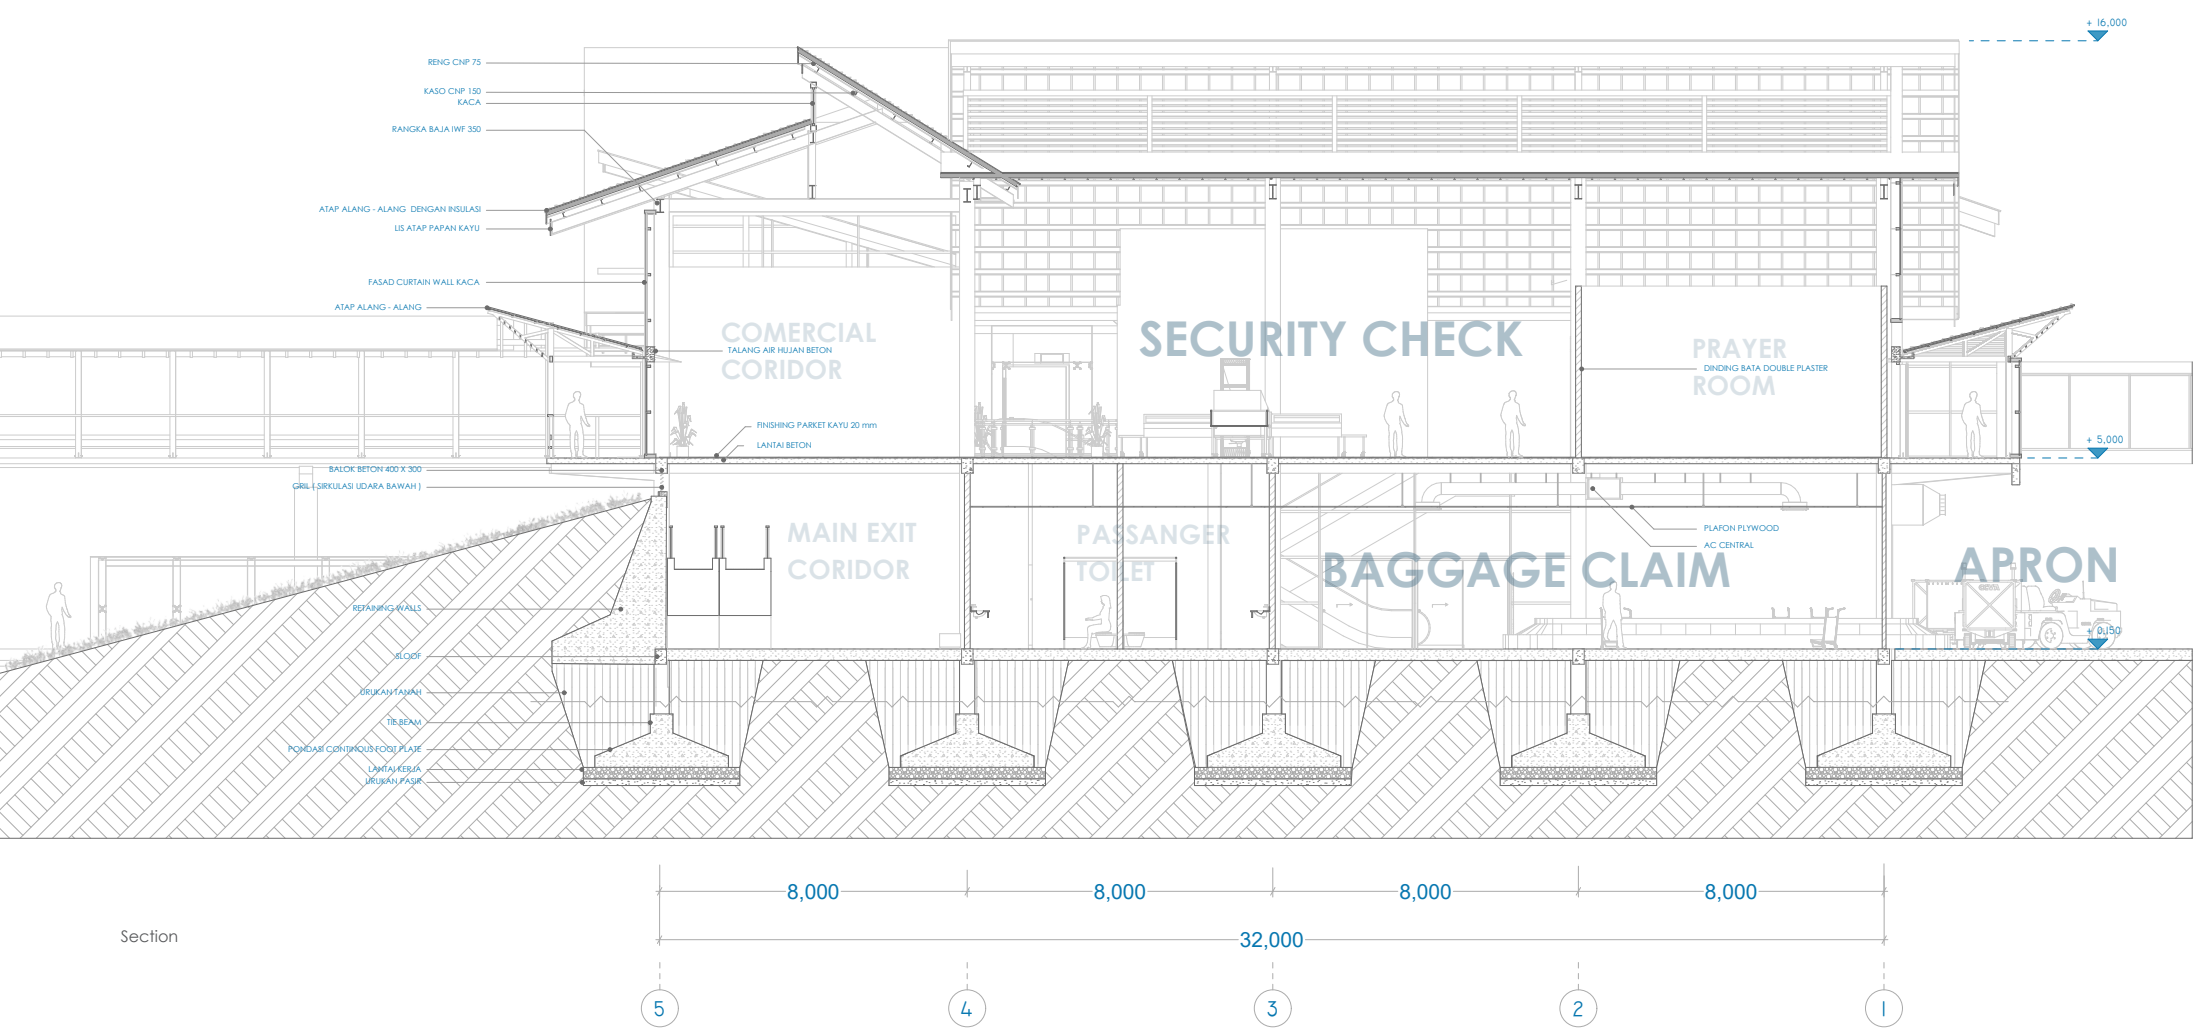 + 16,000
RENG CNP 75
KASO CNP 150
KACA
RANGKA BAJA IWF 350
ATAP ALANG - ALANG DENGAN INSULASI
LIS ATAP PAPAN KAYU
FASAD CURTAIN WALL KACA
ATAP ALANG - ALANG
COMERCIAL
CORIDOR
TALANG AIR HUJAN BETON
SECURITY CHECK
PRAYER
ROOM
DINDING BATA DOUBLE PLASTER
FINISHING PARKET KAYU 20 mm
LANTAI BETON
+ 5,000
BALOK BETON 400 X 300
GRIL ( SIRKULASI UDARA BAWAH )
MAIN EXIT
CORIDOR
PASSANGER
TOILET
PLAFON PLYWOOD
AC CENTRAL
BAGGAGE CLAIM
APRON
+ 0,150
RETAINING WALLS
SLOOF
URUKAN TANAH
TIE BEAM
PONDASI CONTINOUS FOOT PLATE
LANTAI KERJA
URUKAN PASIR
8,000
8,000
8,000
8,000
Section
32,000
5
4
3
2
1